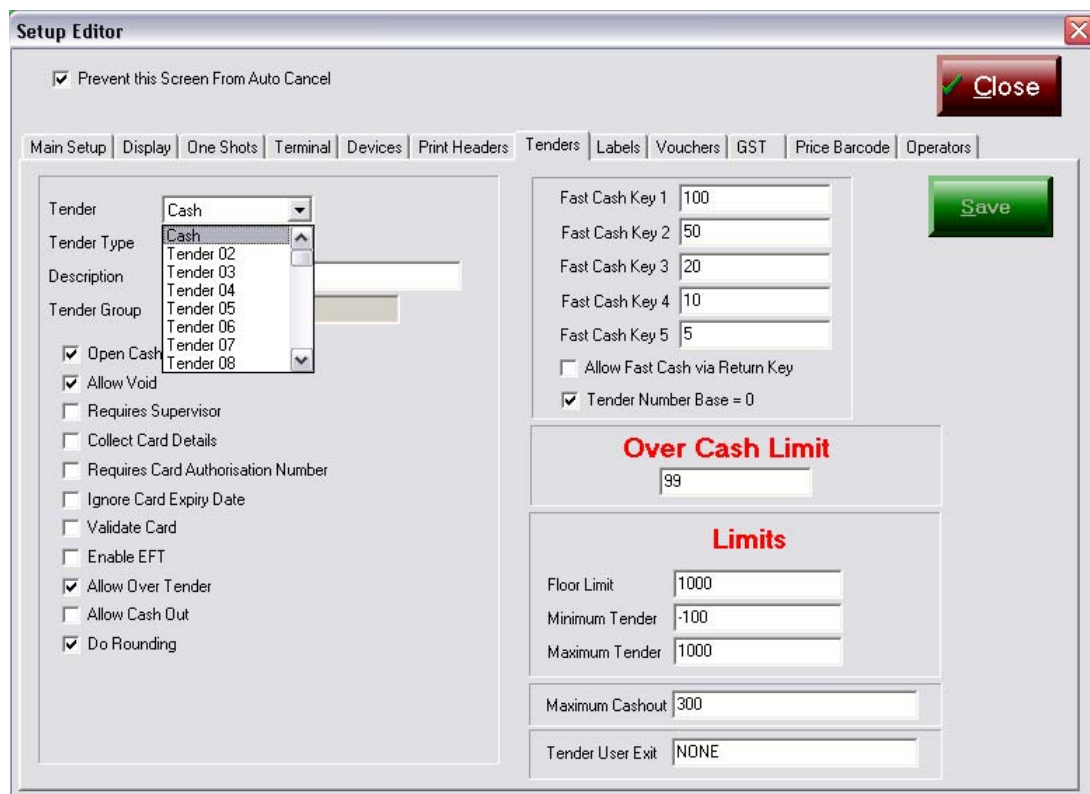 Setup Editor
Prevent this Screen From Auto Cancel
Close
Main Setup Display One Shots Terminal Devices Print Headers Tenders Labels Vouchers GST Price Barcode Operators
Tender Cash
Cash
Tender 02
Tender 03
Tender 04
Tender 05
Tender 06
Tender 07
Tender 08
Tender Type
Description
Tender Group
Open Cash
Allow Void
Requires Supervisor
Collect Card Details
Requires Card Authorisation Number
Ignore Card Expiry Date
Validate Card
Enable EFT
Allow Over Tender
Allow Cash Out
Do Rounding
Fast Cash Key 1 100
Fast Cash Key 2 50
Fast Cash Key 3 20
Fast Cash Key 4 10
Fast Cash Key 5 5
Allow Fast Cash via Return Key
Tender Number Base = 0
Over Cash Limit
99
Limits
Floor Limit 1000
Minimum Tender -100
Maximum Tender 1000
Maximum Cashout 300
Tender User Exit NONE
Save